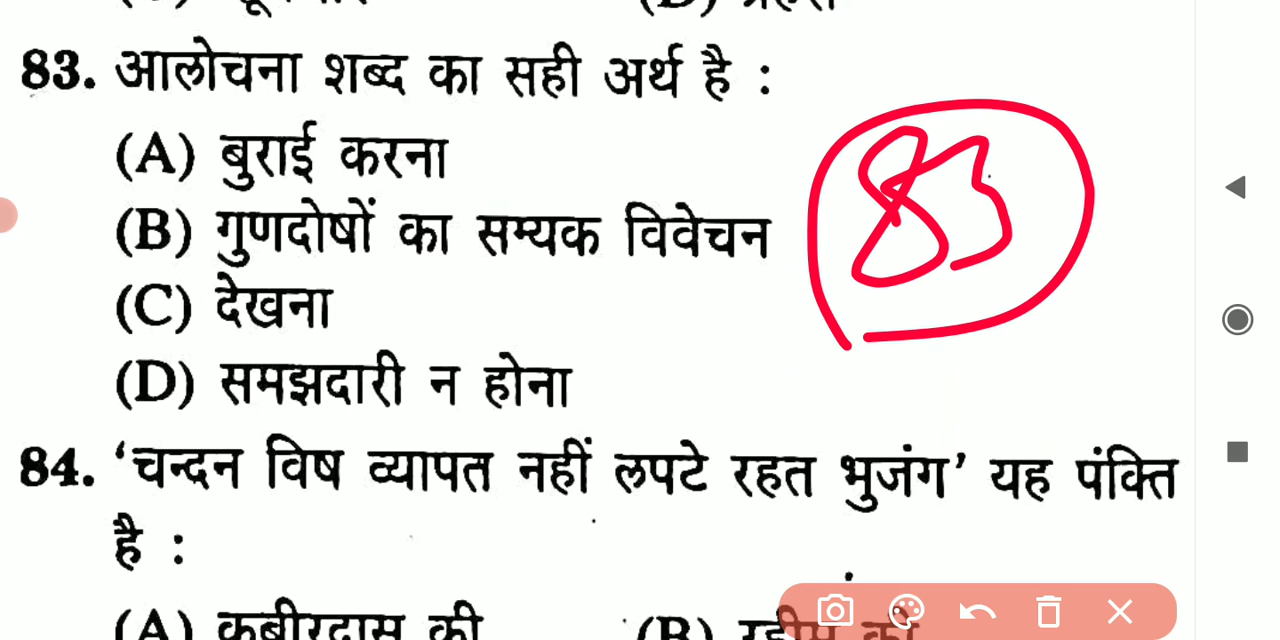 83. आलोचना शब्द का सही अर्थ है :
(A) बुराई करना
(B) गुणदोषों का सम्यक विवेचन
83
(C) देखना
(D) समझदारी न होना
84. ‘चन्दन विष व्यापत नहीं लपटे रहत भुजंग’ यह पंक्ति
है :
(A) कबीरदास की (B) रहीम की